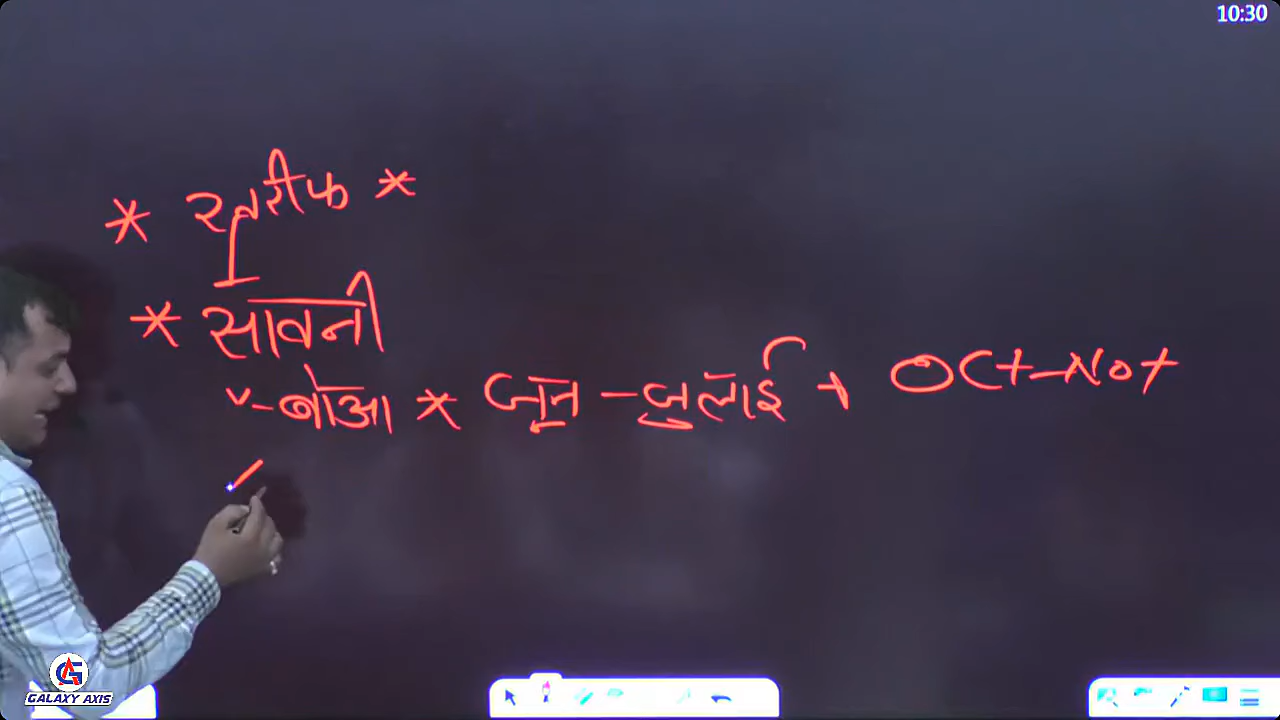 10:30
* खरीफ *
* सावनी
- बोआ * जून - जुलाई + Oct - Nov
GALAXY AXIS